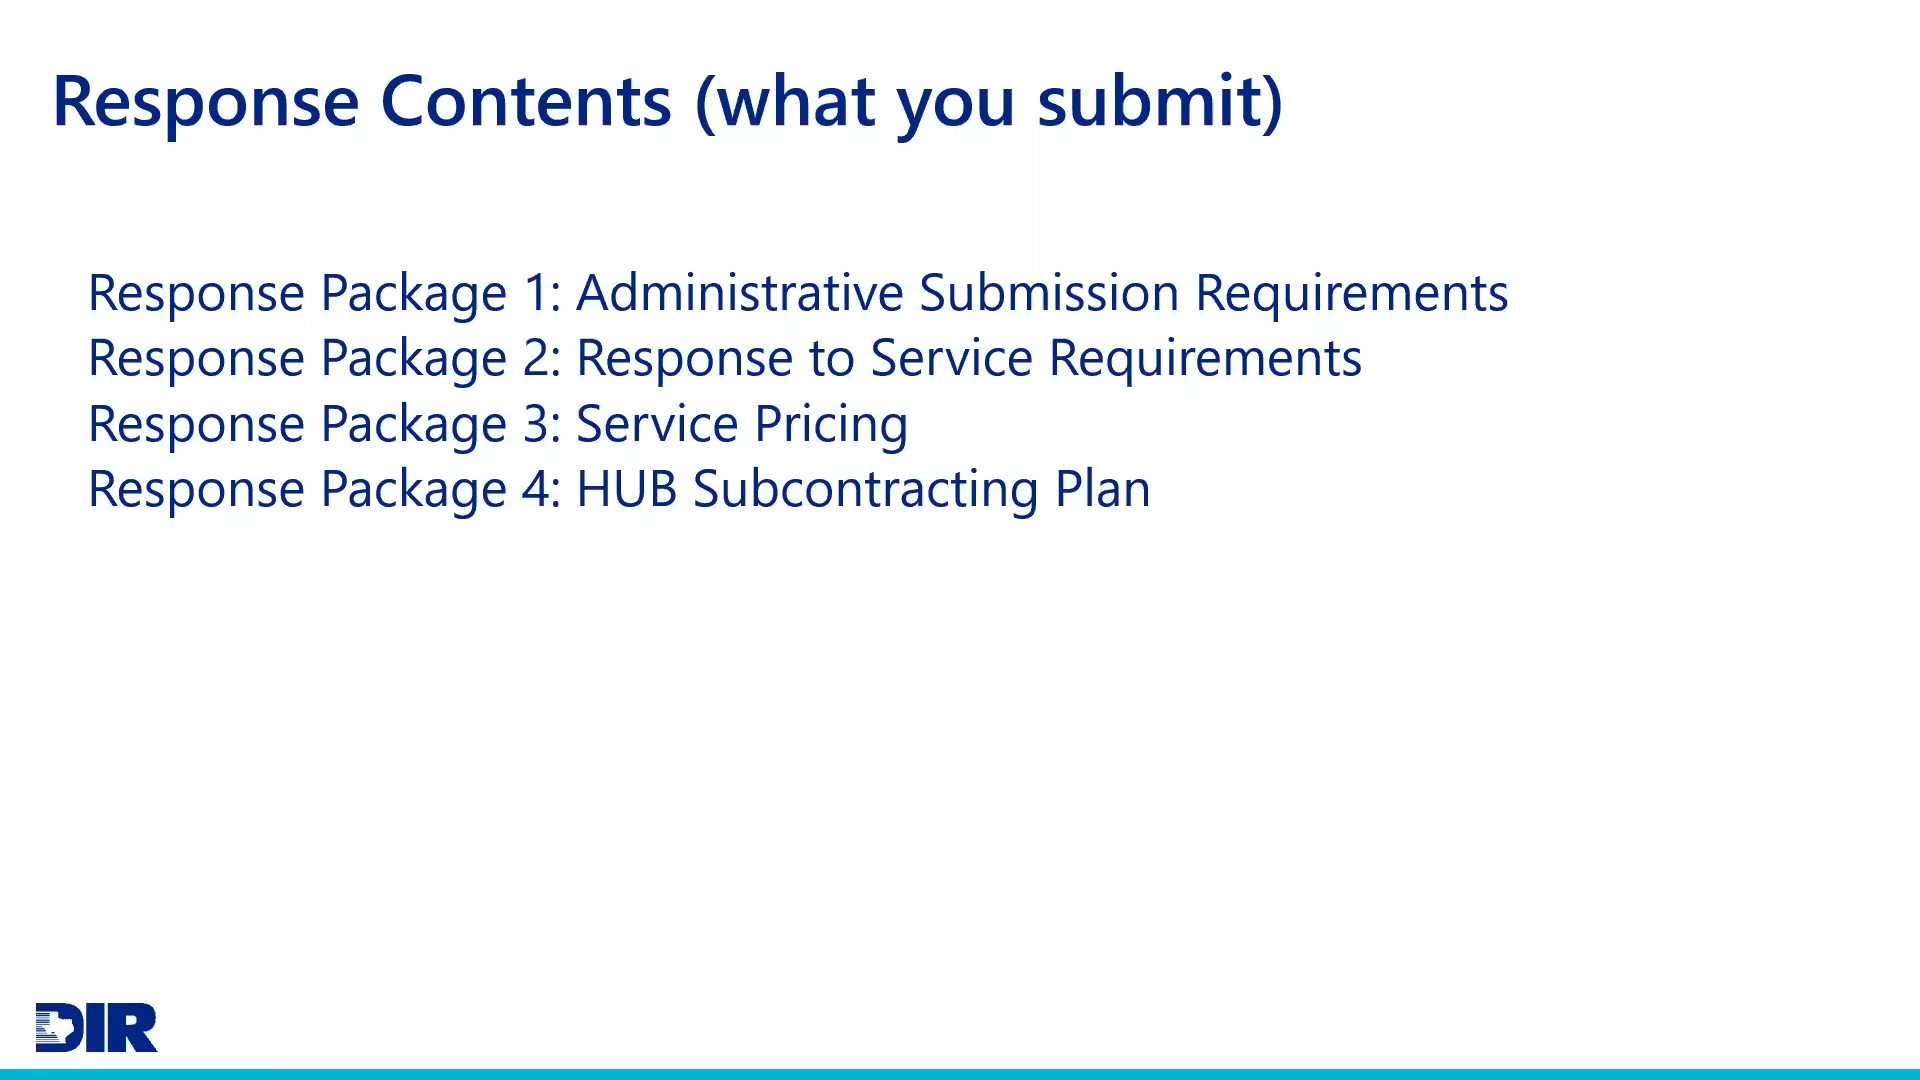 Response Contents (what you submit)
Response Package 1: Administrative Submission Requirements
Response Package 2: Response to Service Requirements
Response Package 3: Service Pricing
Response Package 4: HUB Subcontracting Plan
DIR